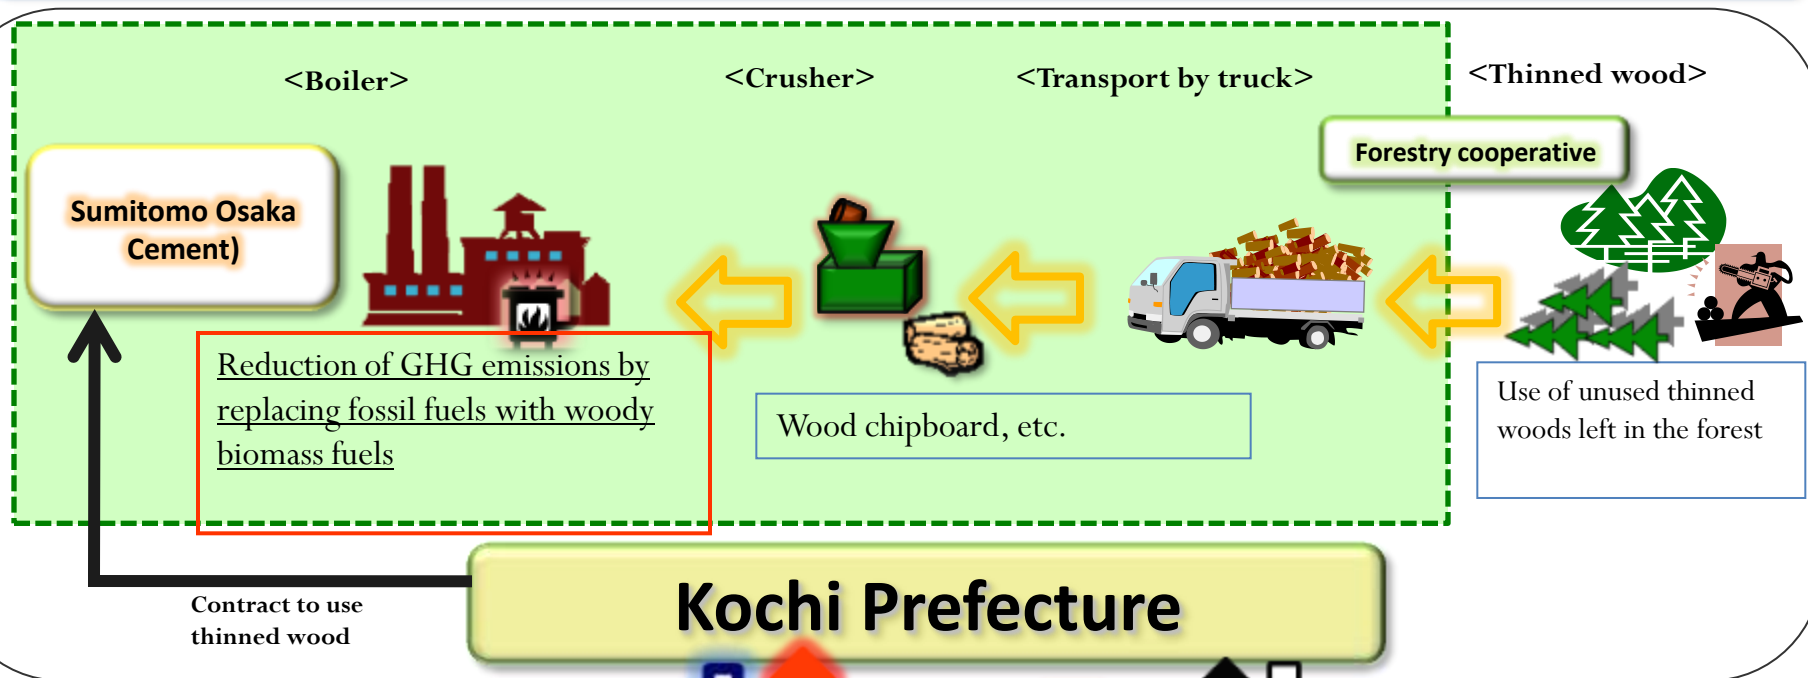 <Boiler>
<Crusher>
<Transport by truck>
<Thinned wood>
Forestry cooperative
Sumitomo Osaka
Cement)
Reduction of GHG emissions by
replacing fossil fuels with woody
biomass fuels
Wood chipboard, etc.
Use of unused thinned
woods left in the forest
Contract to use
thinned wood
Kochi Prefecture